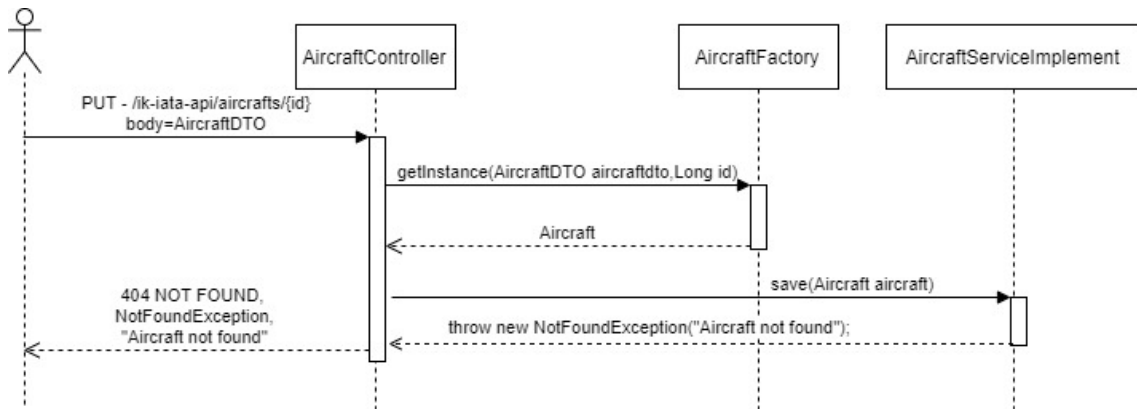 AircraftController
AircraftFactory
AircraftServiceImplement
PUT - /ik-iata-api/aircrafts/{id}
body=AircraftDTO
getInstance(AircraftDTO aircraftdto,Long id)
Aircraft
save(Aircraft aircraft)
404 NOT FOUND,
NotFoundException,
"Aircraft not found"
throw new NotFoundException("Aircraft not found");